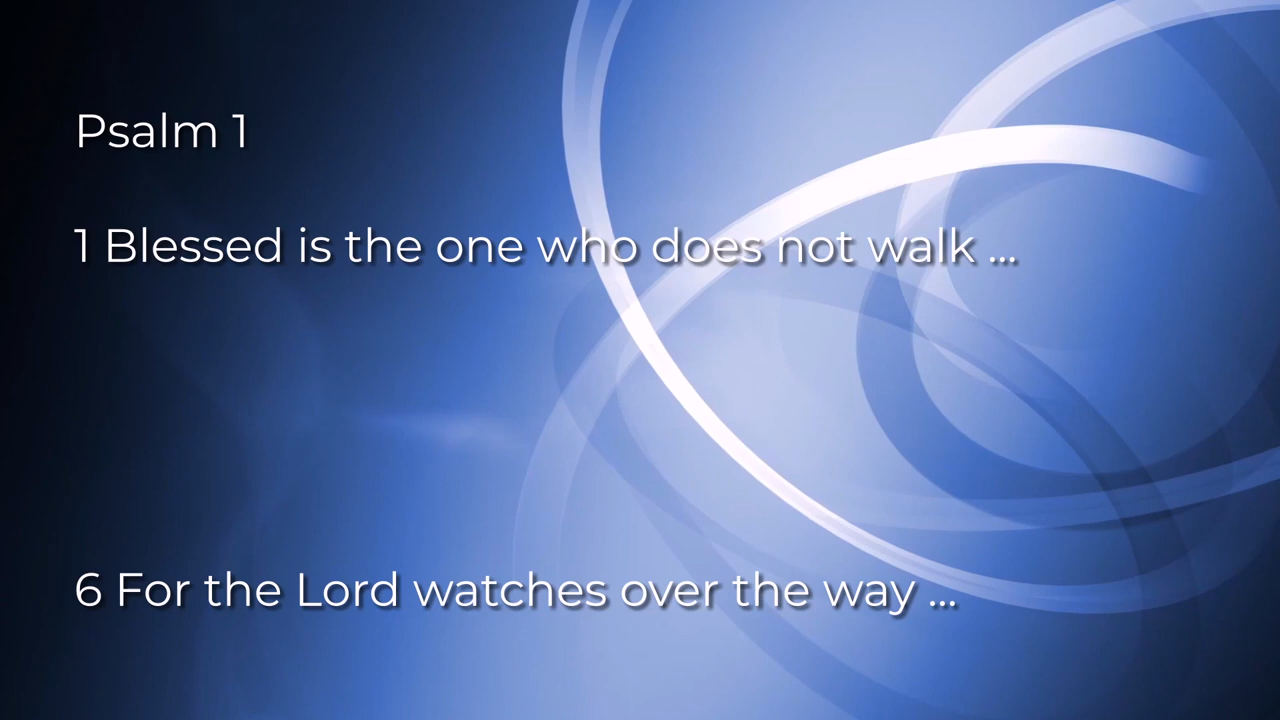 Psalm 1
1 Blessed is the one who does not walk ...
6 For the Lord watches over the way ...